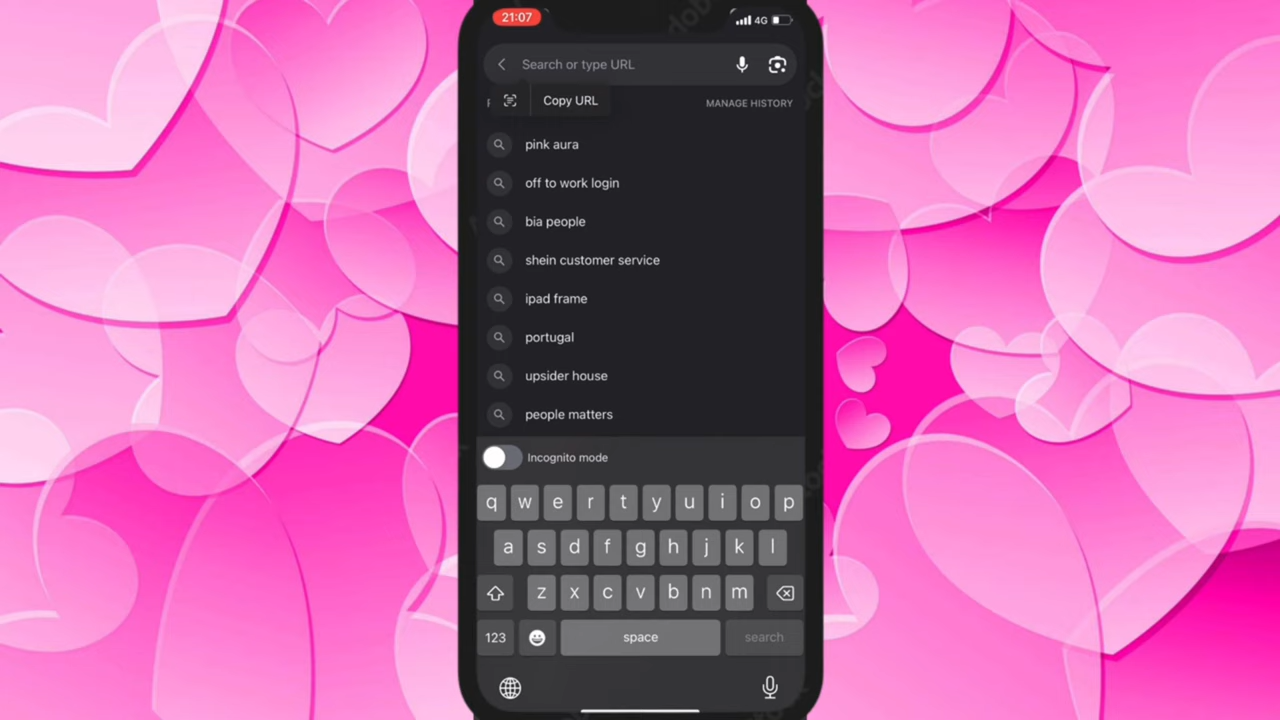 21:07
4G
Search or type URL
Copy URL
MANAGE HISTORY
pink aura
off to work login
bia people
shein customer service
ipad frame
portugal
upsider house
people matters
Incognito mode
q w e r t y u i o p
a s d f g h j k l
z x c v b n m
123 space search